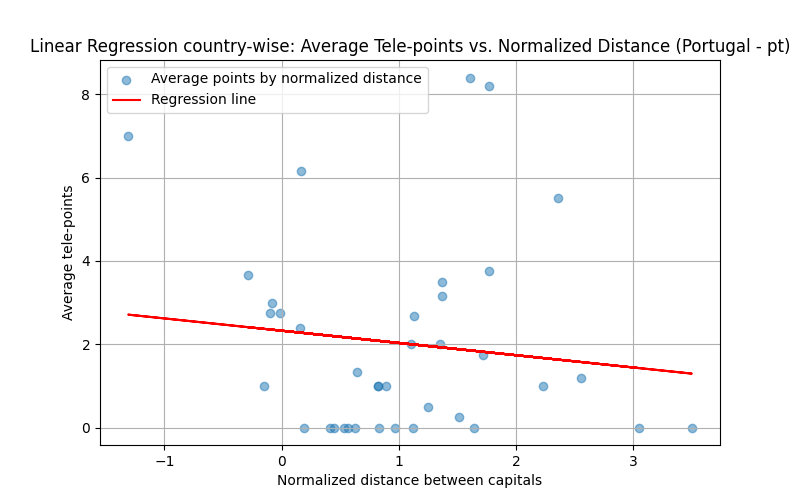 Linear Regression country-wise: Average Tele-points vs. Normalized Distance (Portugal - pt)
Average points by normalized distance
Regression line
8
6
4
2
0
Average tele-points
−1
0
1
2
3
Normalized distance between capitals